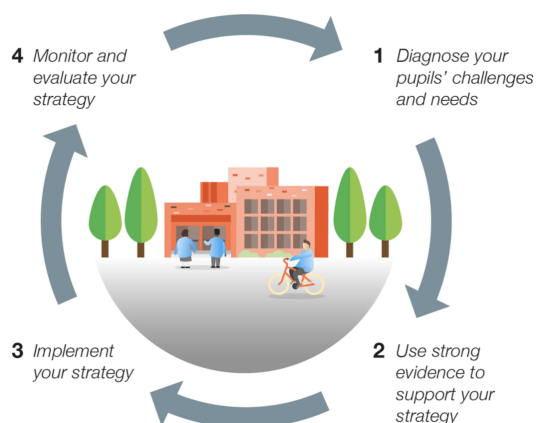 1 Diagnose your
pupils' challenges
and needs
2 Use strong
evidence to
support your
strategy
3 Implement
your strategy
4 Monitor and
evaluate your
strategy